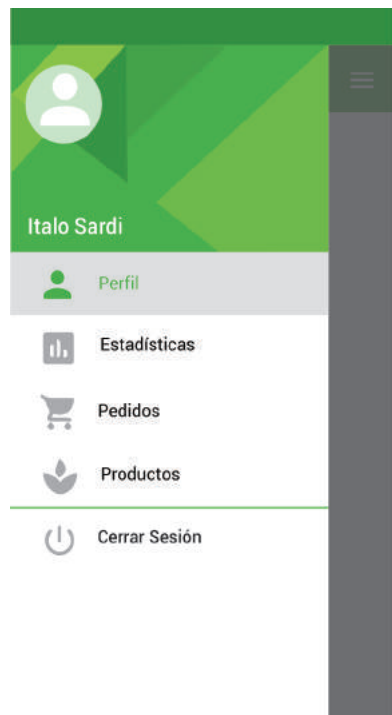 Italo Sardi
Perfil
Estadísticas
Pedidos
Productos
Cerrar Sesión